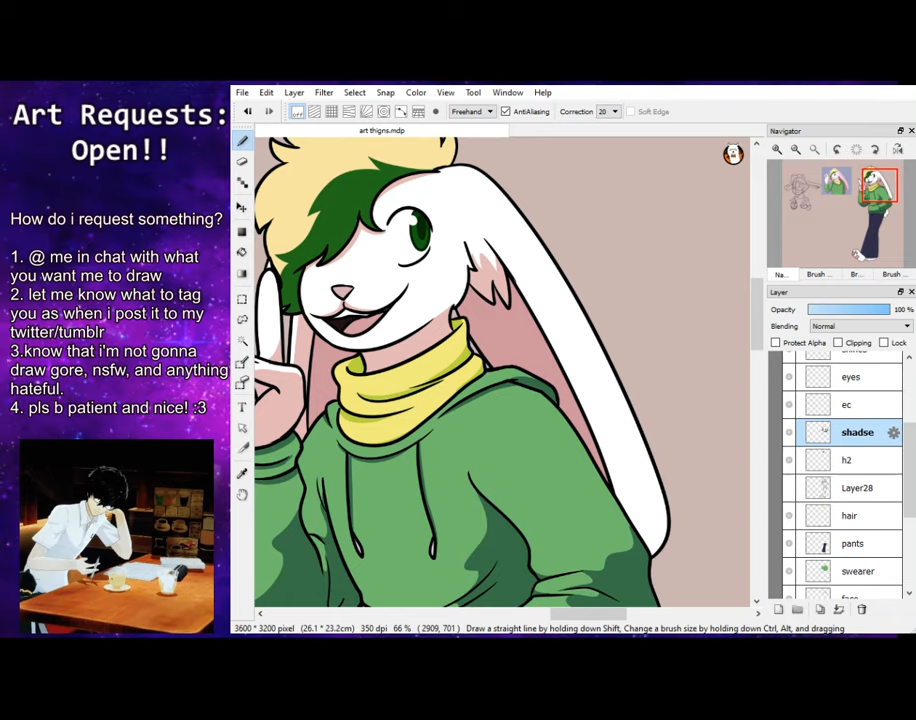 Art Requests:
Open!!
How do i request something?
1. @ me in chat with what
you want me to draw
2. let me know what to tag
you as when i post it to my
twitter/tumblr
3.know that i'm not gonna
draw gore, nsfw, and anything
hateful.
4. pls b patient and nice! :3
File Edit Layer Filter Select Snap Color View Tool Window Help
off Freehand AntiAliasing Correction 20 Soft Edge
art thigns.mdp
Navigator
Na... Brush ... Br... Brush ...
Layer
Opacity 100 %
Blending Normal
Protect Alpha Clipping Lock
eyes
ec
shadse
h2
Layer28
hair
pants
swearer
3600 * 3200 pixel (26.1 * 23.2cm) 350 dpi 66 % ( 2909, 701 ) Draw a straight line by holding down Shift, Change a brush size by holding down Ctrl, Alt, and dragging